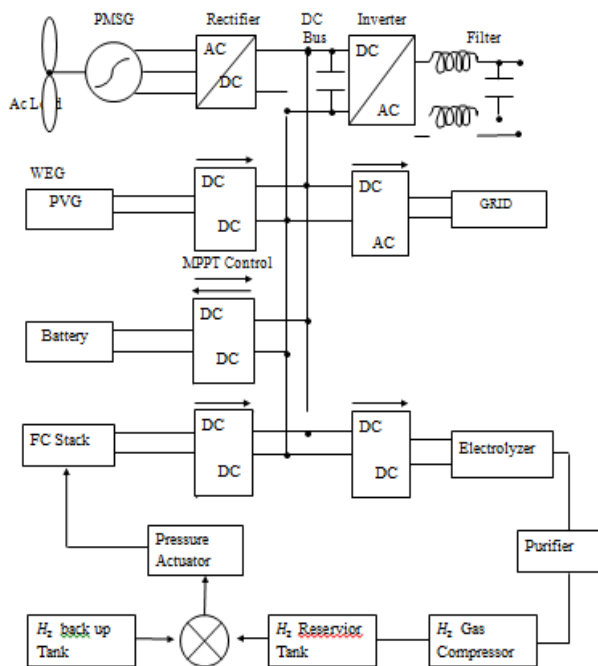 PMSG
Rectifier
DC
Bus
Inverter
Filter
AC
DC
DC
AC
WEG
PVG
DC
DC
DC
AC
GRID
MPPT Control
Battery
DC
DC
FC Stack
DC
DC
DC
DC
Electrolyzer
Pressure
Actuator
Purifier
H₂ back up
Tank
H₂ Reservior
Tank
H₂ Gas
Compressor